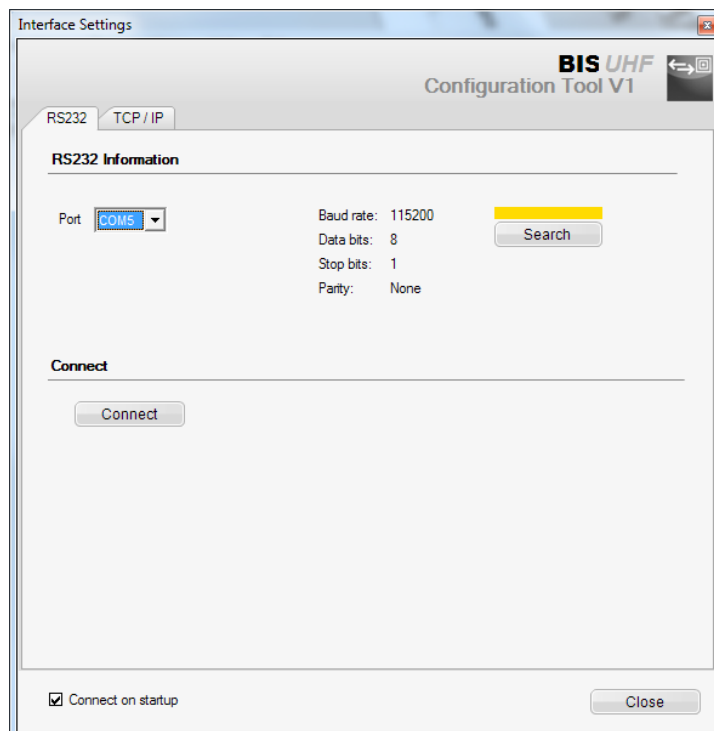 Interface Settings
BIS UHF
Configuration Tool V1
RS232
TCP / IP
RS232 Information
Port
COM5
Baud rate: 115200
Search
Data bits: 8
Stop bits: 1
Parity: None
Connect
Connect
Connect on startup
Close